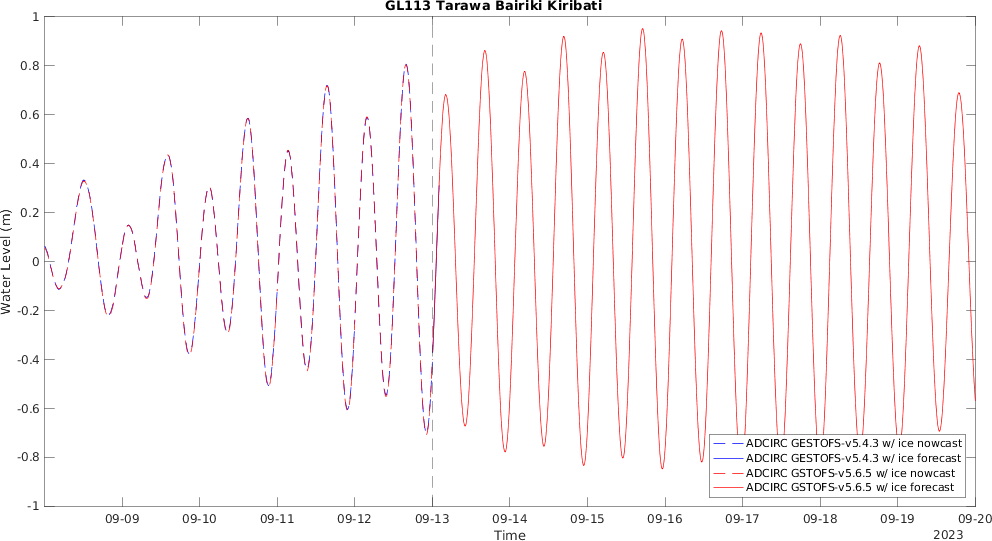 GL113 Tarawa Bairiki Kiribati
1
0.8
0.6
0.4
0.2
0
-0.2
-0.4
-0.6
-0.8
-1
Water Level (m)
ADCIRC GESTOFS-v5.4.3 w/ ice nowcast
ADCIRC GESTOFS-v5.4.3 w/ ice forecast
ADCIRC GSTOFS-v5.6.5 w/ ice nowcast
ADCIRC GSTOFS-v5.6.5 w/ ice forecast
09-09 09-10 09-11 09-12 09-13 09-14 09-15 09-16 09-17 09-18 09-19 09-20
Time
2023